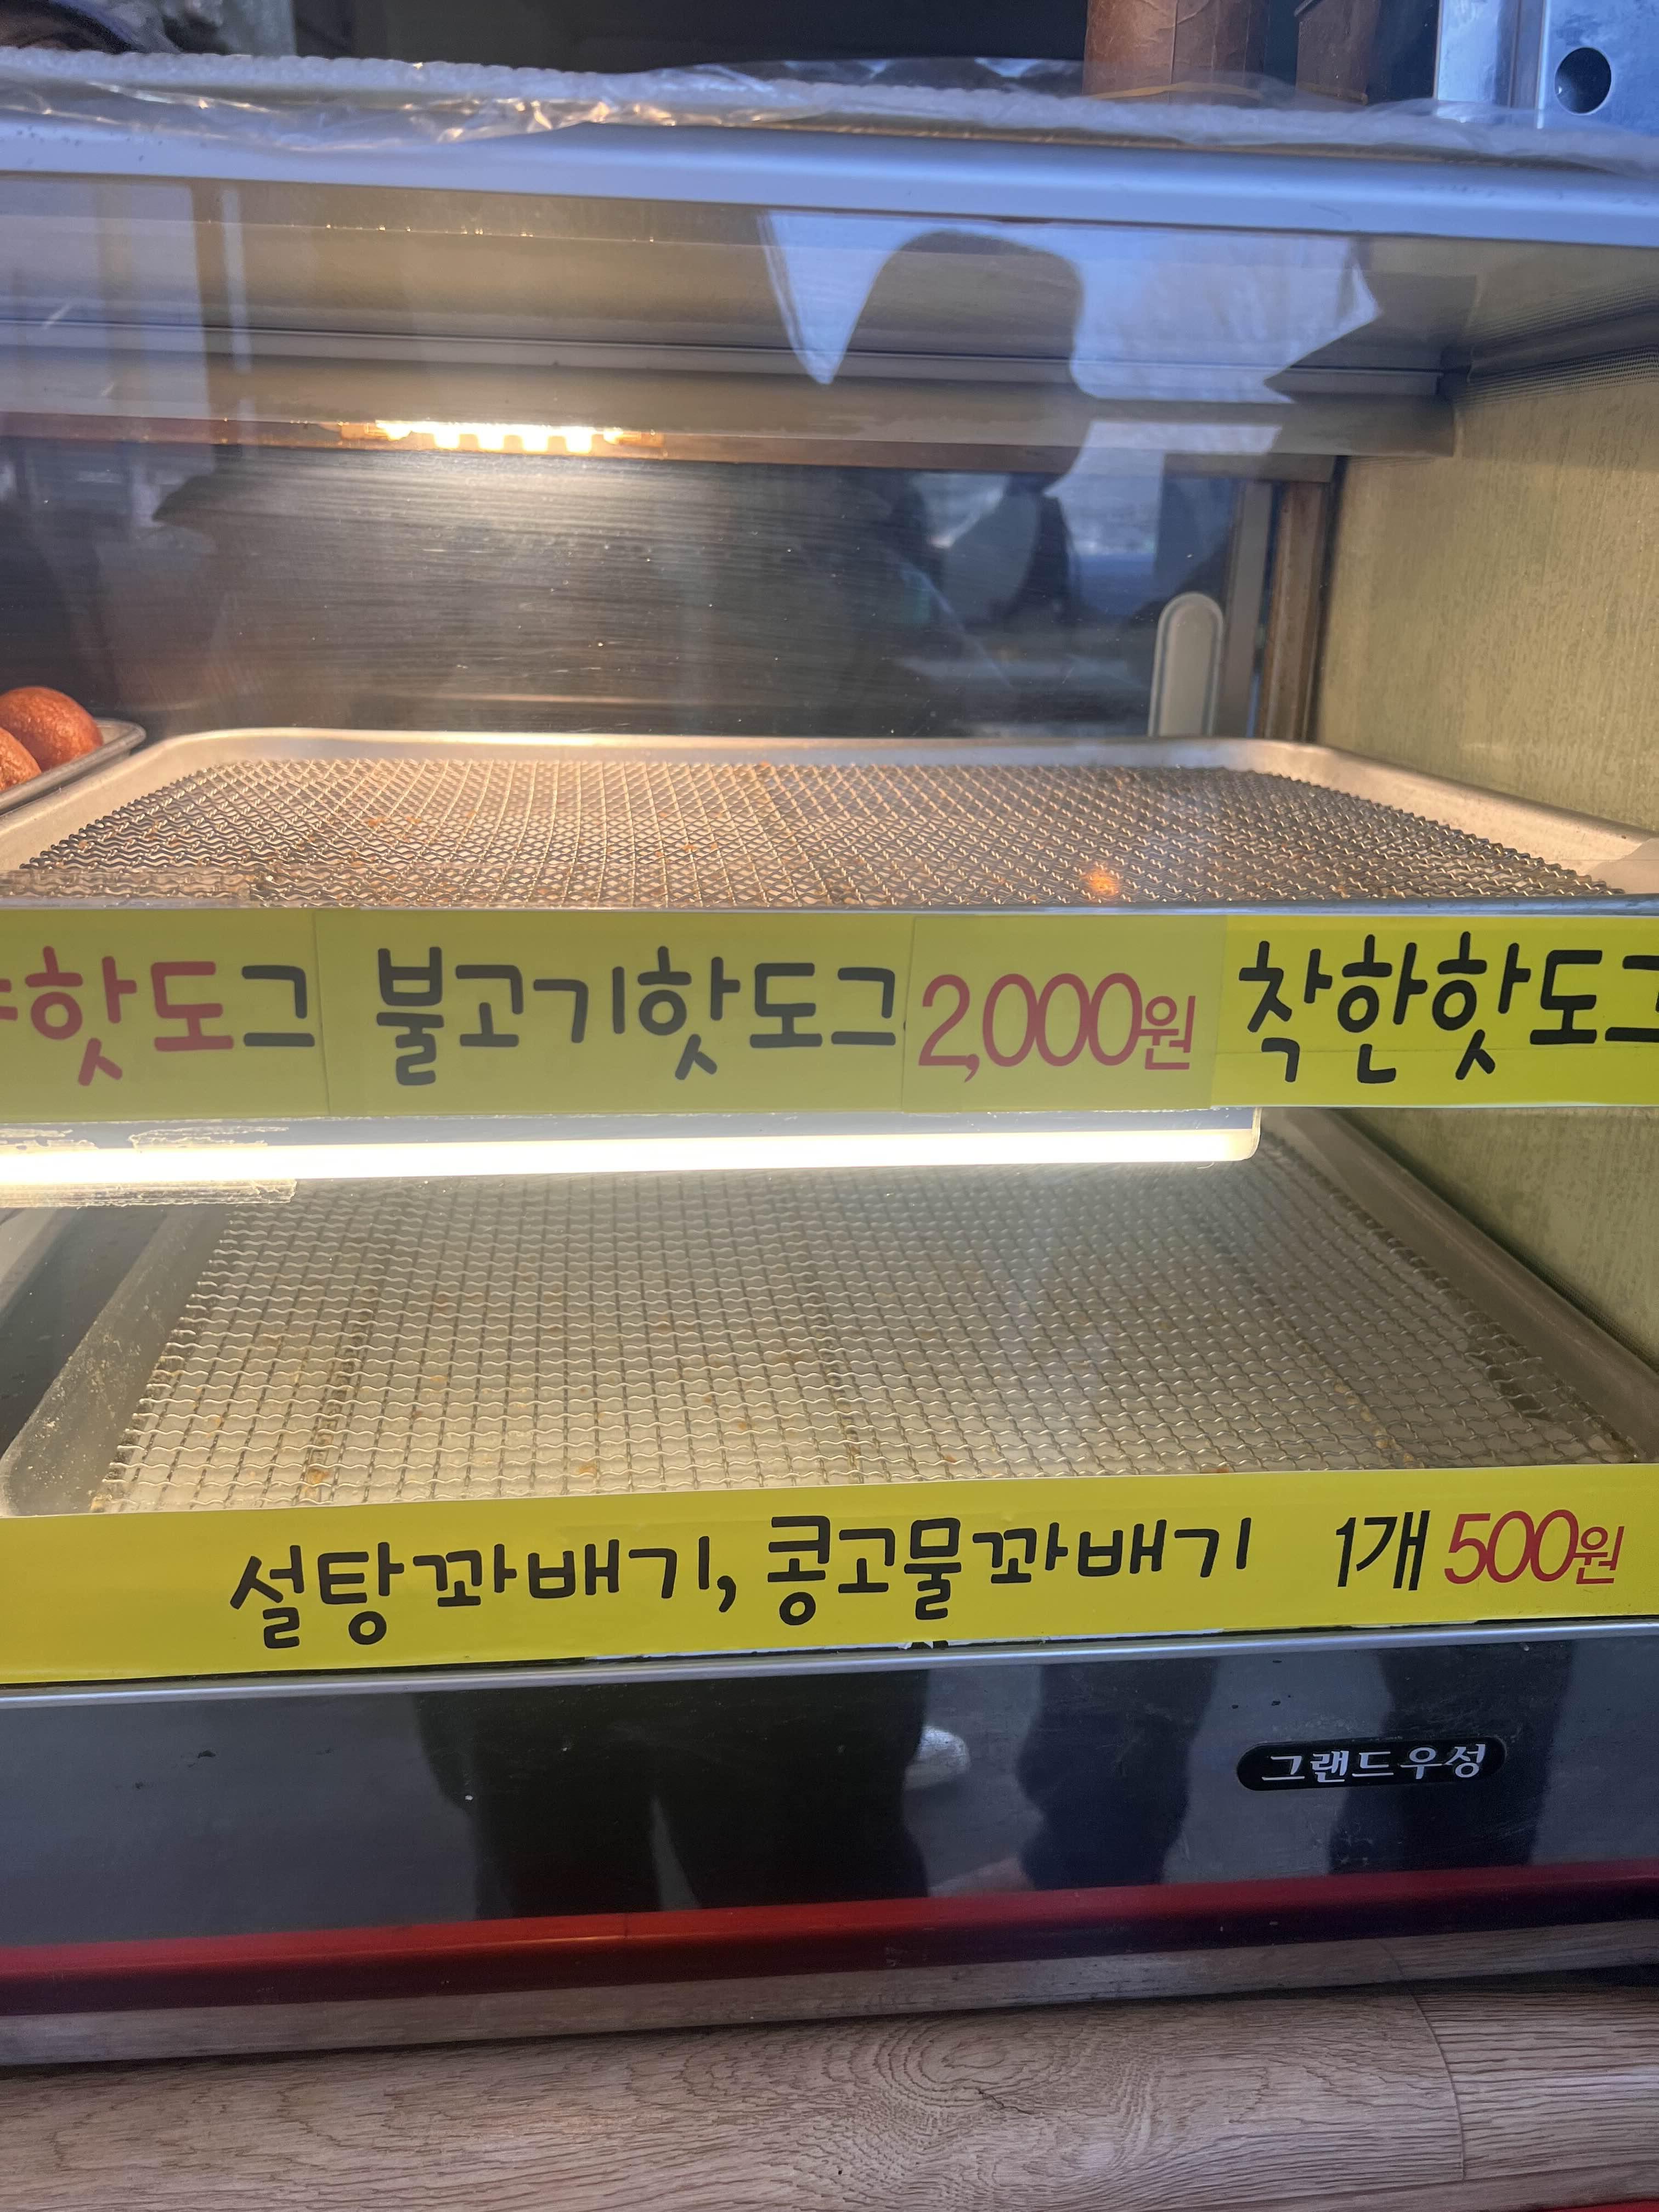 핫도그 불고기핫도그 2,000원 착한핫도그
설탕꽈배기, 콩고물꽈배기 1개 500원
그랜드우성